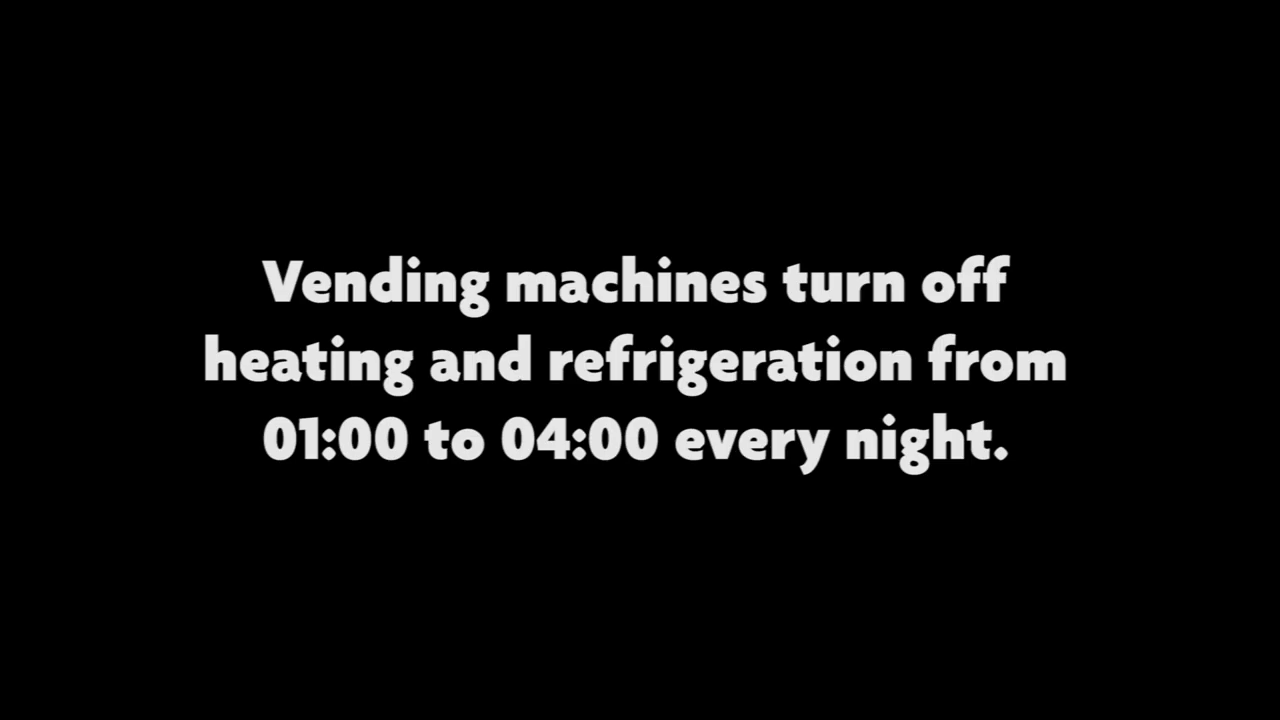 Vending machines turn off
heating and refrigeration from
01:00 to 04:00 every night.